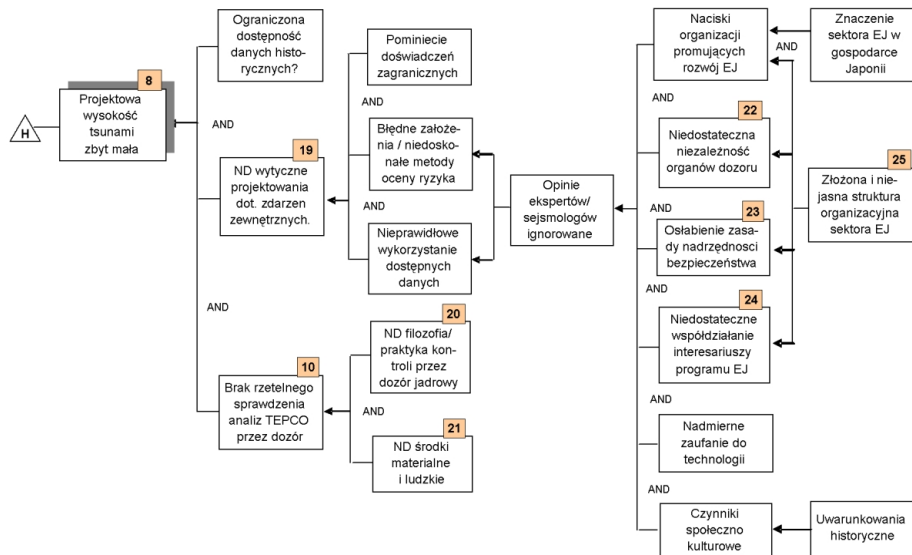 H
8
Projektowa
wysokość
tsunami
zbyt mała
Ograniczona
dostępność
danych histo-
rycznych?
AND
19
ND wytyczne
projektowania
dot. zdarzen
zewnętrznych.
AND
10
Brak rzetelnego
sprawdzenia
analiz TEPCO
przez dozór
Pominiecie
doświadczeń
zagranicznych
AND
Błędne założe-
nia / niedosko-
nałe metody
oceny ryzyka
AND
Nieprawidłowe
wykorzystanie
dostępnych
danych
20
ND filozofia/
praktyka kon-
troli przez
dozór jadrowy
AND
21
ND środki
materialne
i ludzkie
Opinie
ekspertów/
sejsmologów
ignorowane
Naciski
organizacji
promujących
rozwój EJ
AND
22
Niedostateczna
niezależność
organów dozoru
AND
23
Osłabienie zasa-
dy nadrzędnosci
bezpieczeństwa
AND
24
Niedostateczne
współdziałanie
interesariuszy
programu EJ
AND
Nadmierne
zaufanie do
technologii
AND
Czynniki
społeczno
kulturowe
AND
Znaczenie
sektora EJ w
gospodarce
Japonii
25
Złożona i nie-
jasna struktura
organizacyjna
sektora EJ
Uwarunkowania
historyczne